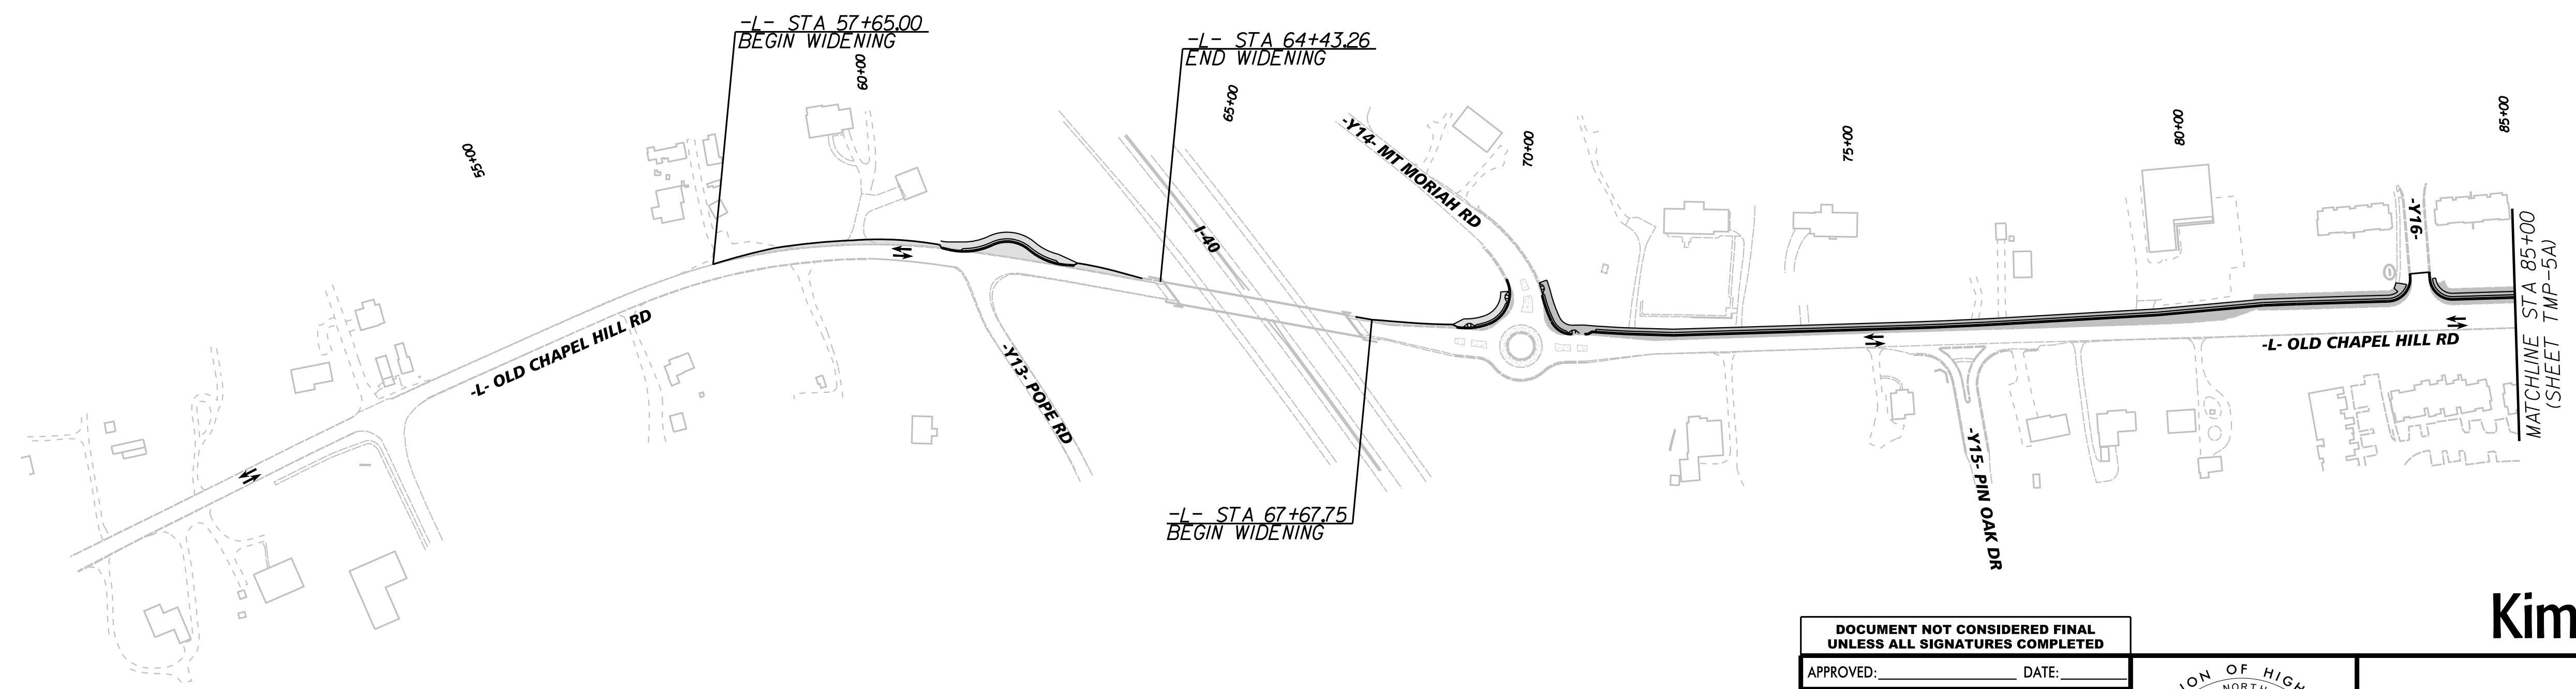 -L- STA 57+65.00
BEGIN WIDENING
-L- STA 64+43.26
END WIDENING
55+00
60+00
65+00
70+00
75+00
80+00
85+00
-Y14- MT MORIAH RD
I-40
-Y16-
-L- OLD CHAPEL HILL RD
-Y13- POPE RD
-L- OLD CHAPEL HILL RD
-Y15- PIN OAK DR
MATCHLINE STA 85+00
(SHEET TMP-5A)
-L- STA 67+67.75
BEGIN WIDENING
Kim
DOCUMENT NOT CONSIDERED FINAL
UNLESS ALL SIGNATURES COMPLETED
APPROVED: DATE:
ION OF HIG
NORTH